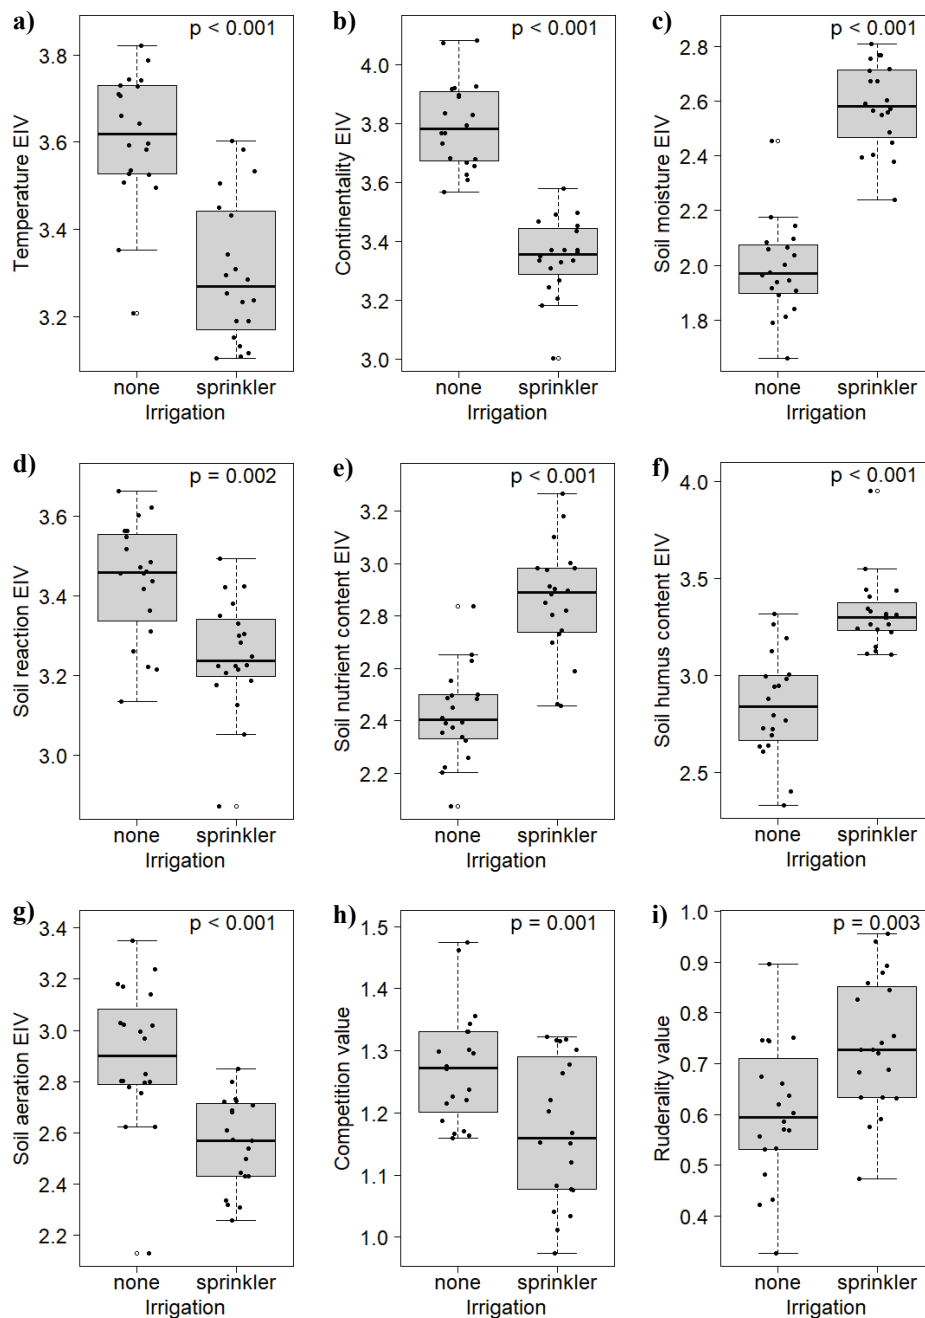 a)
p < 0.001
Temperature EIV
3.8
3.6
3.4
3.2
none
sprinkler
Irrigation
b)
p < 0.001
Continentality EIV
4.0
3.8
3.6
3.4
3.2
3.0
none
sprinkler
Irrigation
c)
p < 0.001
Soil moisture EIV
2.8
2.6
2.4
2.2
2.0
1.8
none
sprinkler
Irrigation
d)
p = 0.002
Soil reaction EIV
3.6
3.4
3.2
3.0
none
sprinkler
Irrigation
e)
p < 0.001
Soil nutrient content EIV
3.2
3.0
2.8
2.6
2.4
2.2
none
sprinkler
Irrigation
f)
p < 0.001
Soil humus content EIV
4.0
3.5
3.0
2.5
none
sprinkler
Irrigation
g)
p < 0.001
Soil aeration EIV
3.4
3.2
3.0
2.8
2.6
2.4
2.2
none
sprinkler
Irrigation
h)
p = 0.001
Competition value
1.5
1.4
1.3
1.2
1.1
1.0
none
sprinkler
Irrigation
i)
p = 0.003
Ruderality value
1.0
0.9
0.8
0.7
0.6
0.5
0.4
none
sprinkler
Irrigation